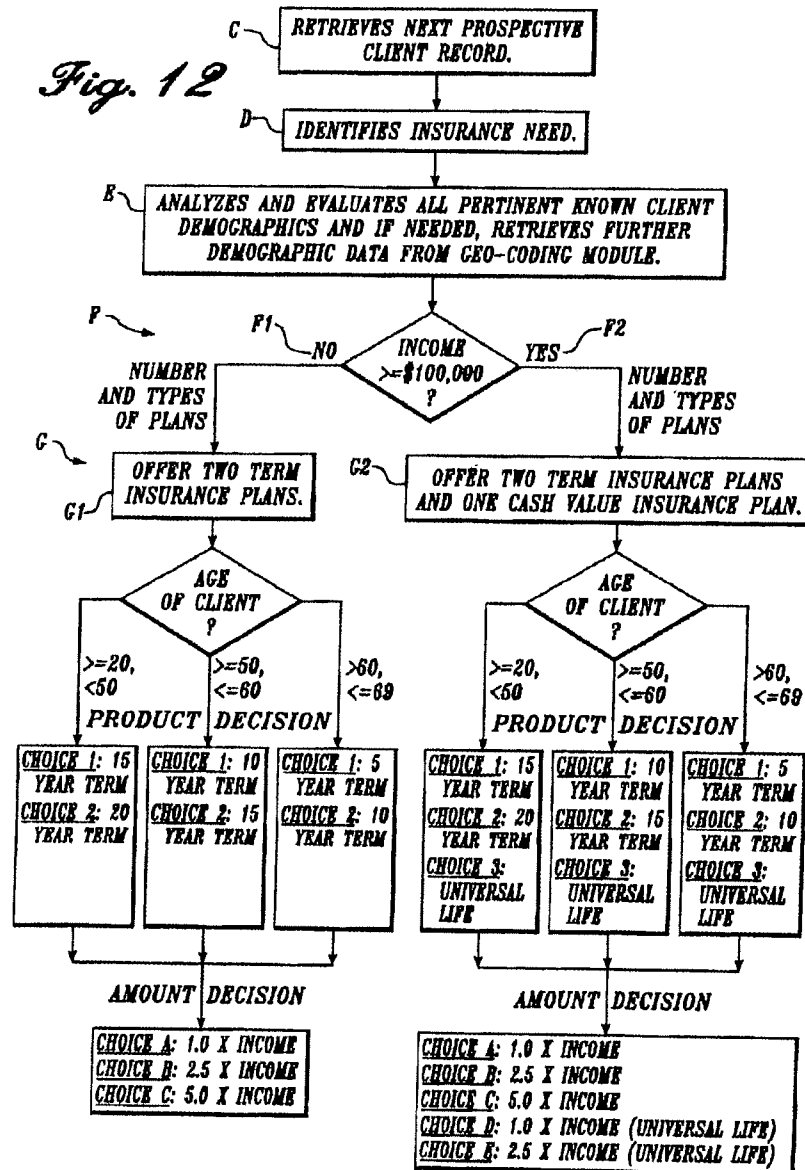 Fig. 12
C
RETRIEVES NEXT PROSPECTIVE
CLIENT RECORD.
D
IDENTIFIES INSURANCE NEED.
E
ANALYZES AND EVALUATES ALL PERTINENT KNOWN CLIENT
DEMOGRAPHICS AND IF NEEDED, RETRIEVES FURTHER
DEMOGRAPHIC DATA FROM GEO-CODING MODULE.
F
F1
NO
INCOME
>=$100,000
?
YES
F2
NUMBER
AND TYPES
OF PLANS
NUMBER
AND TYPES
OF PLANS
G
G1
OFFER TWO TERM
INSURANCE PLANS.
G2
OFFER TWO TERM INSURANCE PLANS
AND ONE CASH VALUE INSURANCE PLAN.
AGE
OF CLIENT
?
>=20,
<50
>=50,
<=60
>60,
<=69
PRODUCT DECISION
CHOICE 1: 15
YEAR TERM
CHOICE 2: 20
YEAR TERM
CHOICE 1: 10
YEAR TERM
CHOICE 2: 15
YEAR TERM
CHOICE 1: 5
YEAR TERM
CHOICE 2: 10
YEAR TERM
AMOUNT DECISION
CHOICE A: 1.0 X INCOME
CHOICE B: 2.5 X INCOME
CHOICE C: 5.0 X INCOME
AGE
OF CLIENT
?
>=20,
<50
>=50,
<=60
>60,
<=69
PRODUCT DECISION
CHOICE 1: 15
YEAR TERM
CHOICE 2: 20
YEAR TERM
CHOICE 3:
UNIVERSAL
LIFE
CHOICE 1: 10
YEAR TERM
CHOICE 2: 15
YEAR TERM
CHOICE 3:
UNIVERSAL
LIFE
CHOICE 1: 5
YEAR TERM
CHOICE 2: 10
YEAR TERM
CHOICE 3:
UNIVERSAL
LIFE
AMOUNT DECISION
CHOICE A: 1.0 X INCOME
CHOICE B: 2.5 X INCOME
CHOICE C: 5.0 X INCOME
CHOICE D: 1.0 X INCOME (UNIVERSAL LIFE)
CHOICE E: 2.5 X INCOME (UNIVERSAL LIFE)